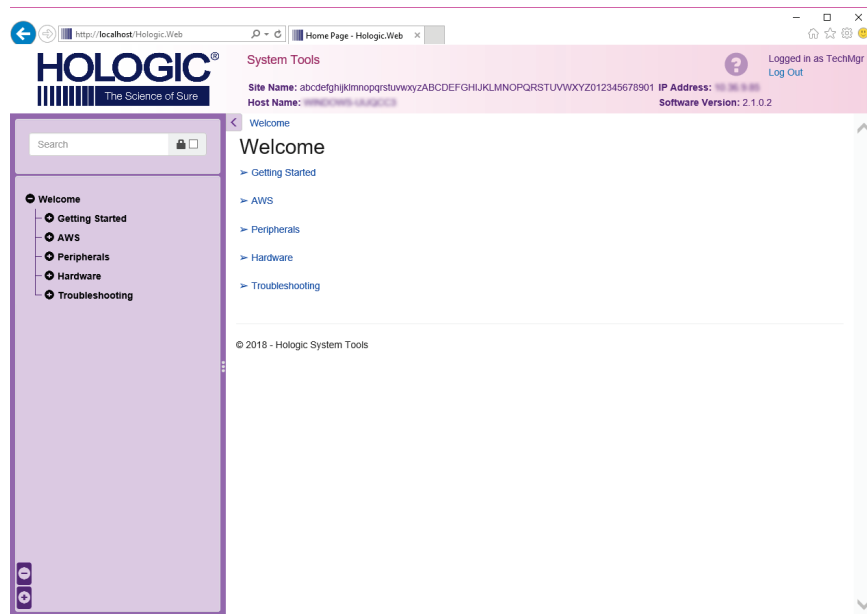 http://localhost/Hologic.Web
Home Page - Hologic.Web
HOLOGIC®
The Science of Sure
System Tools
Logged in as TechMgr
Log Out
Site Name: abcdefghijklmnopqrstuvwxyzABCDEFGHIJKLMNOPQRSTUVWXYZ012345678901 IP Address:
Host Name: Software Version: 2.1.0.2
Search
Welcome
Getting Started
AWS
Peripherals
Hardware
Troubleshooting
Welcome
Welcome
➢ Getting Started
➢ AWS
➢ Peripherals
➢ Hardware
➢ Troubleshooting
© 2018 - Hologic System Tools